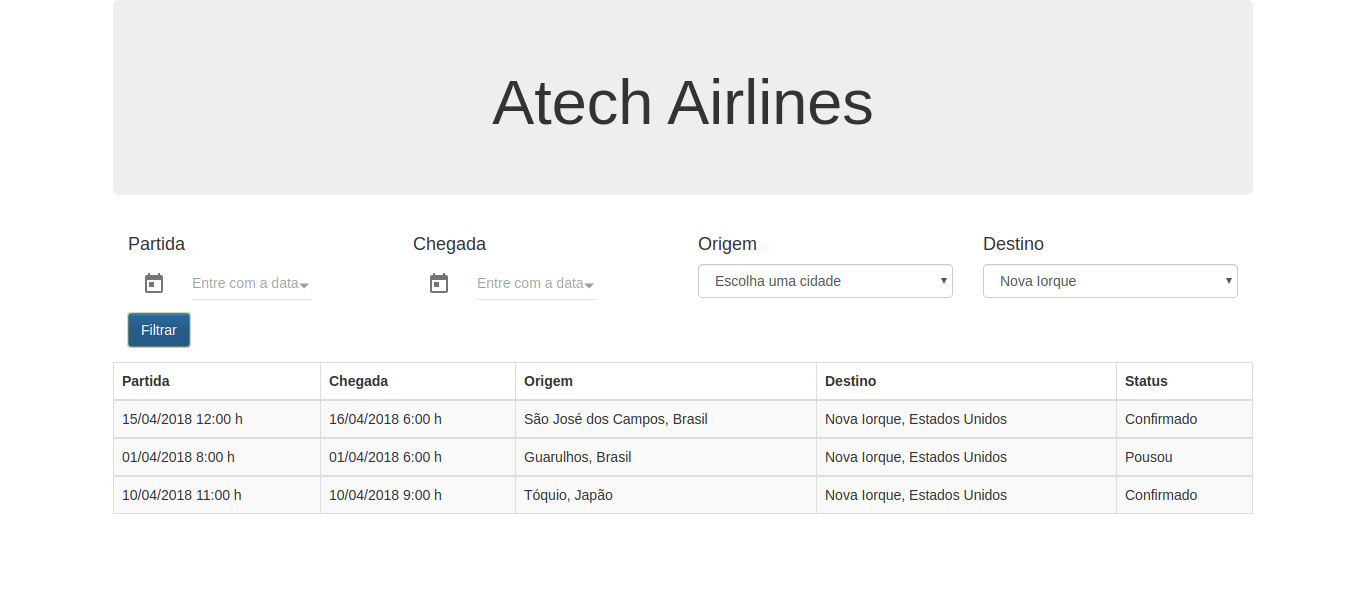 Atech Airlines
Partida Chegada Origem Destino
Entre com a data Entre com a data Escolha uma cidade Nova Iorque
Filtrar
Partida Chegada Origem Destino Status
15/04/2018 12:00 h 16/04/2018 6:00 h São José dos Campos, Brasil Nova Iorque, Estados Unidos Confirmado
01/04/2018 8:00 h 01/04/2018 6:00 h Guarulhos, Brasil Nova Iorque, Estados Unidos Pousou
10/04/2018 11:00 h 10/04/2018 9:00 h Tóquio, Japão Nova Iorque, Estados Unidos Confirmado